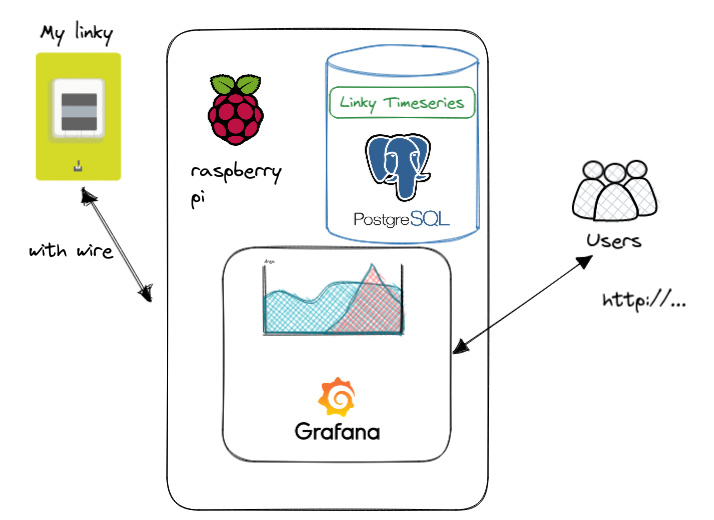 My linky
Linky Timeseries
raspberry
pi
PostgreSQL
with wire
Users
http://...
Grafana